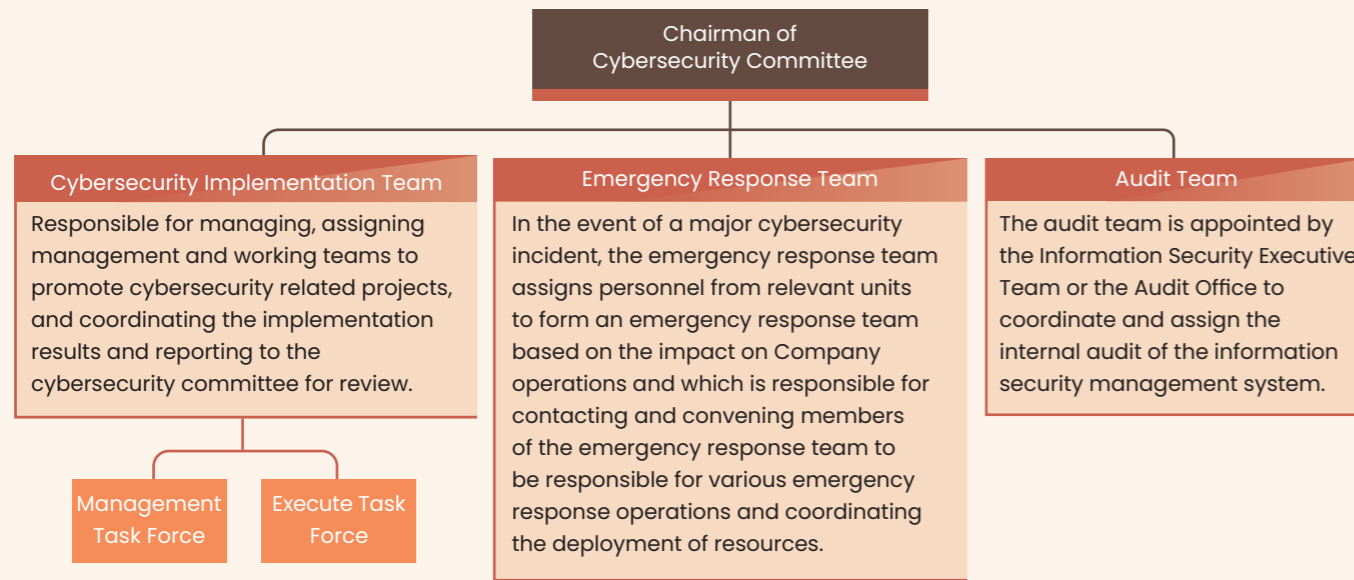 Chairman of
Cybersecurity Committee
Cybersecurity Implementation Team
Responsible for managing, assigning
management and working teams to
promote cybersecurity related projects,
and coordinating the implementation
results and reporting to the
cybersecurity committee for review.
Management
Task Force
Execute Task
Force
Emergency Response Team
In the event of a major cybersecurity
incident, the emergency response team
assigns personnel from relevant units
to form an emergency response team
based on the impact on Company
operations and which is responsible for
contacting and convening members
of the emergency response team to
be responsible for various emergency
response operations and coordinating
the deployment of resources.
Audit Team
The audit team is appointed by
the Information Security Executive
Team or the Audit Office to
coordinate and assign the
internal audit of the information
security management system.